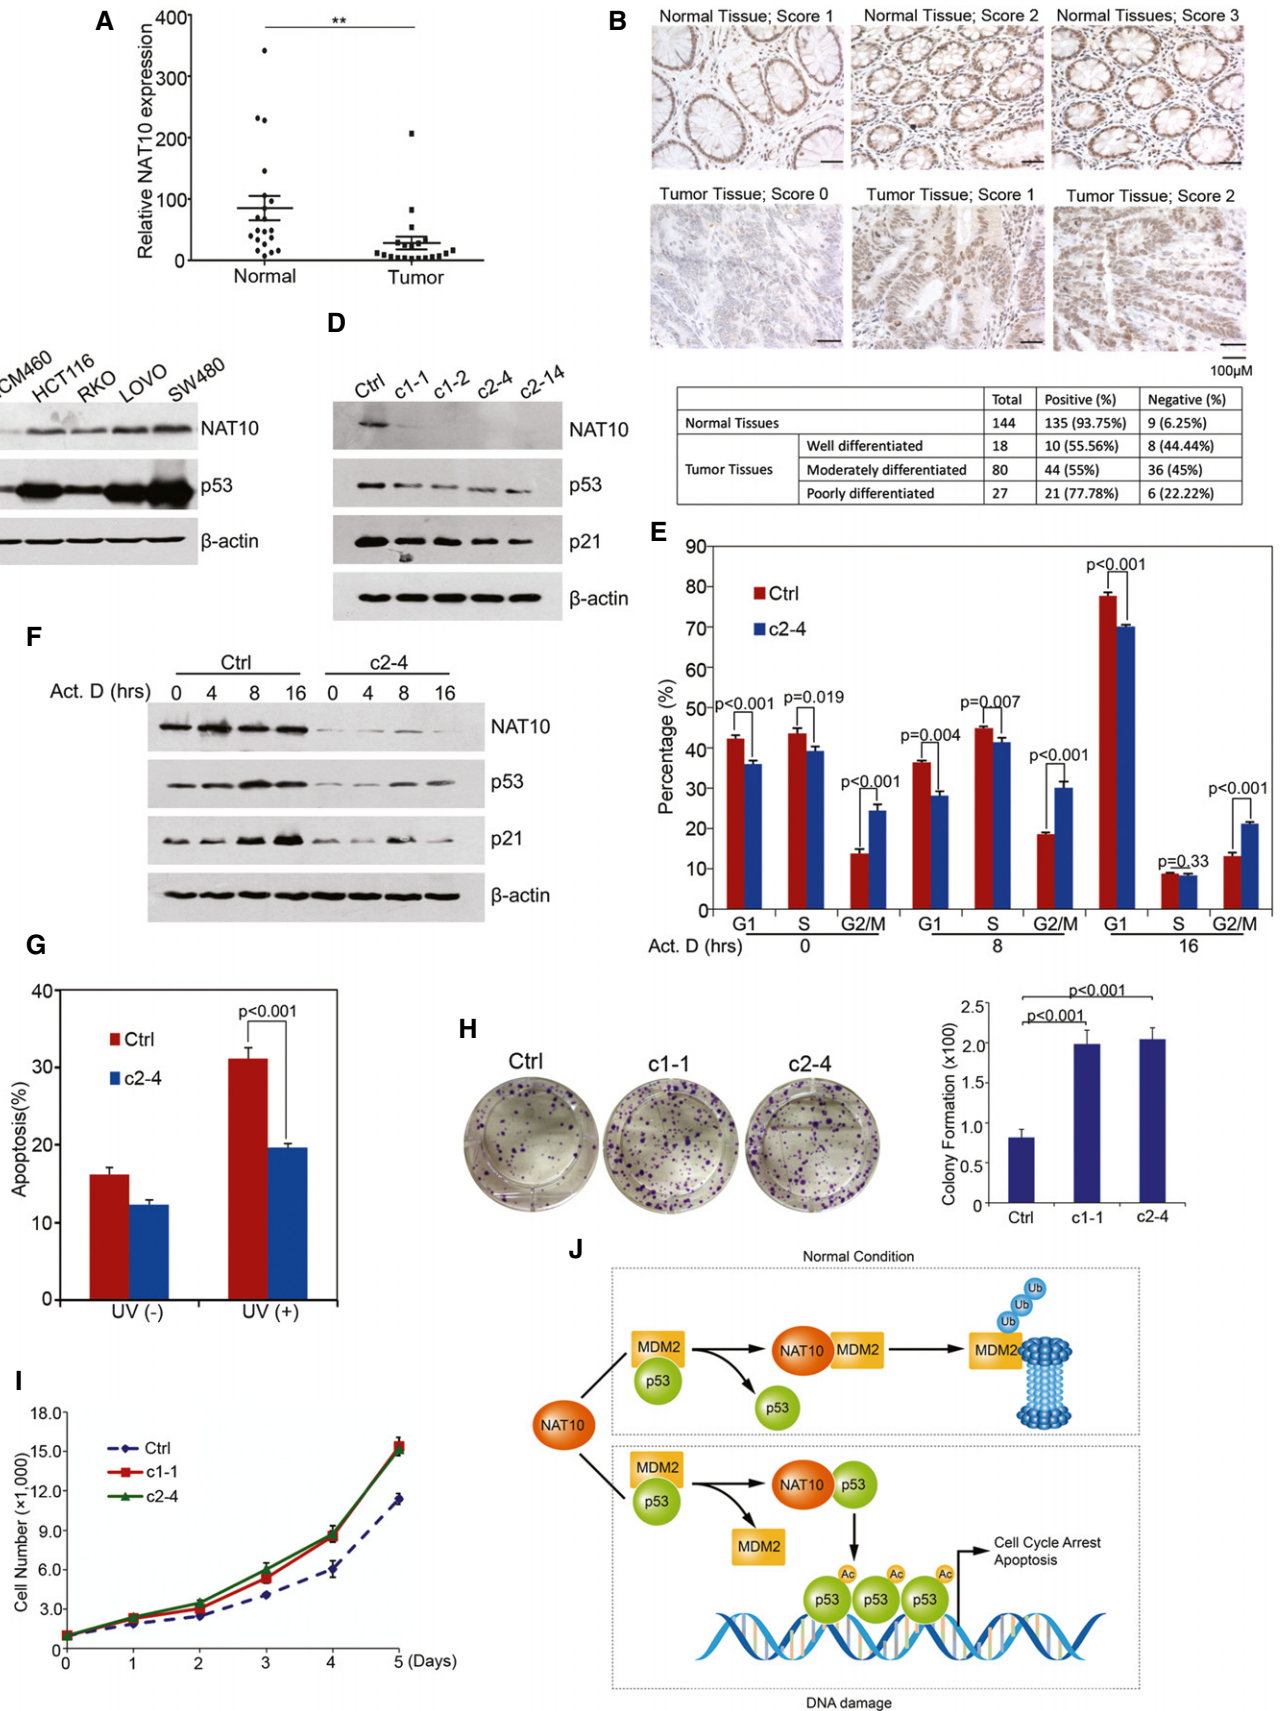 A
Relative NAT10 expression
400
300
200
100
0
**
Normal
Tumor
B
Normal Tissue; Score 1
Normal Tissue; Score 2
Normal Tissues; Score 3
Tumor Tissue; Score 0
Tumor Tissue; Score 1
Tumor Tissue; Score 2
100μM
Total Positive (%) Negative (%)
Normal Tissues 144 135 (93.75%) 9 (6.25%)
Tumor Tissues
Well differentiated 18 10 (55.56%) 8 (44.44%)
Moderately differentiated 80 44 (55%) 36 (45%)
Poorly differentiated 27 21 (77.78%) 6 (22.22%)
CM460 HCT116 RKO LOVO SW480
NAT10
p53
β-actin
D
Ctrl c1-1 c1-2 c2-4 c2-14
NAT10
p53
p21
β-actin
E
Percentage (%)
90
80
70
60
50
40
30
20
10
0
Ctrl
c2-4
p<0.001
p=0.019
p<0.001
p=0.004
p=0.007
p<0.001
p<0.001
p=0.33
p<0.001
G1 S G2/M G1 S G2/M G1 S G2/M
Act. D (hrs) 0 8 16
F
Ctrl c2-4
Act. D (hrs) 0 4 8 16 0 4 8 16
NAT10
p53
p21
β-actin
G
Apoptosis(%)
40
30
20
10
0
Ctrl
c2-4
p<0.001
UV (-) UV (+)
H
Ctrl c1-1 c2-4
Colony Formation (x100)
2.5
2.0
1.5
1.0
0.5
0
p<0.001
p<0.001
Ctrl c1-1 c2-4
I
Cell Number (×1,000)
18.0
15.0
12.0
9.0
6.0
3.0
0
Ctrl
c1-1
c2-4
0 1 2 3 4 5 (Days)
J
Normal Condition
NAT10
MDM2
p53
p53
NAT10 MDM2
MDM2
Ub
Ub
Ub
MDM2
p53
MDM2
NAT10 p53
Ac Ac Ac
p53 p53 p53
Cell Cycle Arrest
Apoptosis
DNA damage